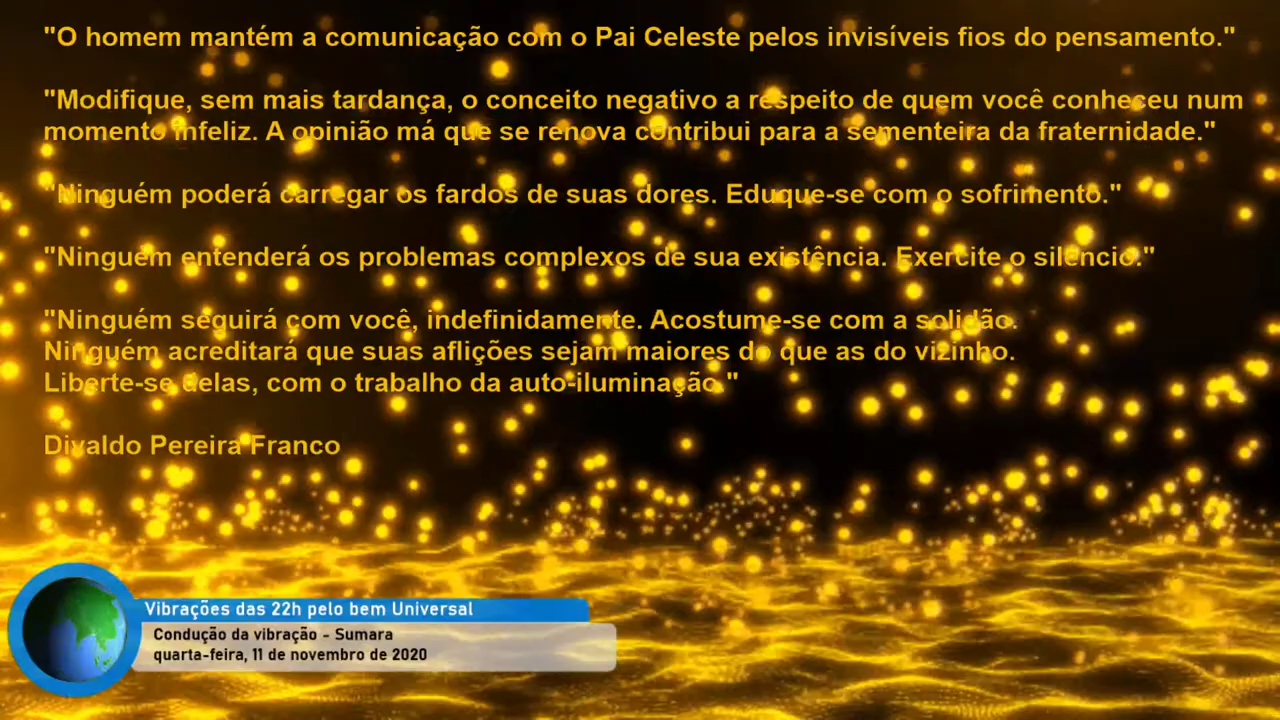 "O homem mantém a comunicação com o Pai Celeste pelos invisíveis fios do pensamento."
"Modifique, sem mais tardança, o conceito negativo a respeito de quem você conheceu num
momento infeliz. A opinião má que se renova contribui para a sementeira da fraternidade."
"Ninguém poderá carregar os fardos de suas dores. Eduque-se com o sofrimento."
"Ninguém entenderá os problemas complexos de sua existência. Exercite o silêncio."
"Ninguém seguirá com você, indefinidamente. Acostume-se com a solidão.
Ninguém acreditará que suas aflições sejam maiores do que as do vizinho.
Liberte-se delas, com o trabalho da auto-iluminação."
Divaldo Pereira Franco
Vibrações das 22h pelo bem Universal
Condução da vibração - Sumara
quarta-feira, 11 de novembro de 2020